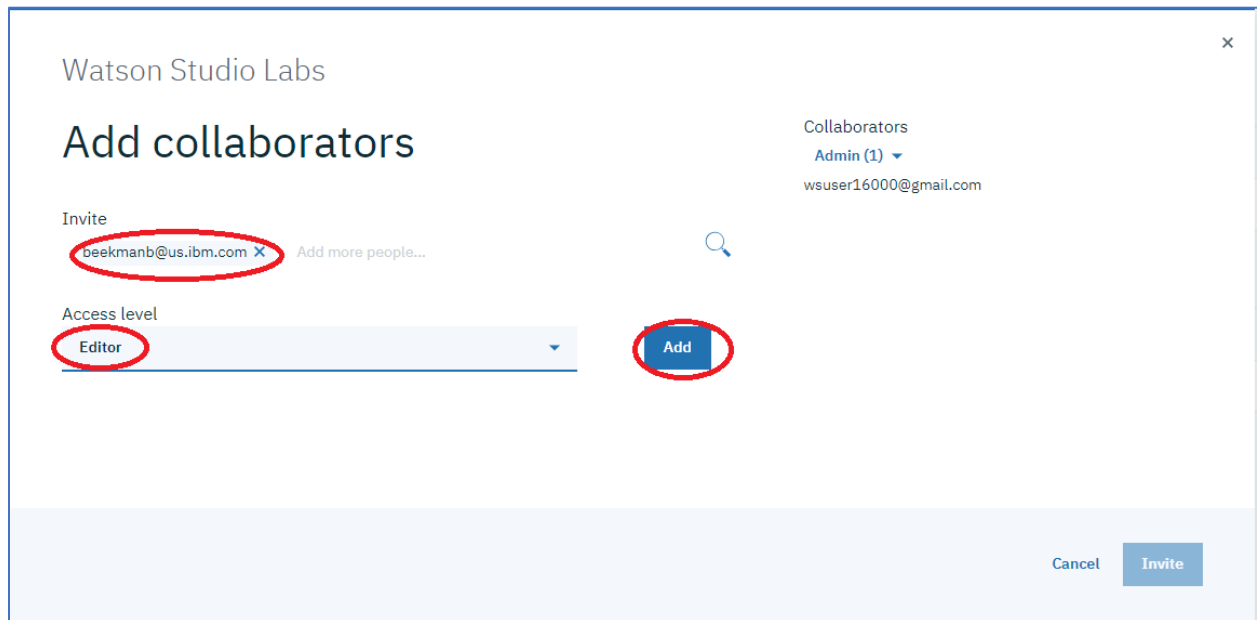 Watson Studio Labs
Add collaborators
Invite
beekmanb@us.ibm.com × Add more people...
Access level
Editor
Add
Collaborators
Admin (1)
wsuser16000@gmail.com
Cancel
Invite